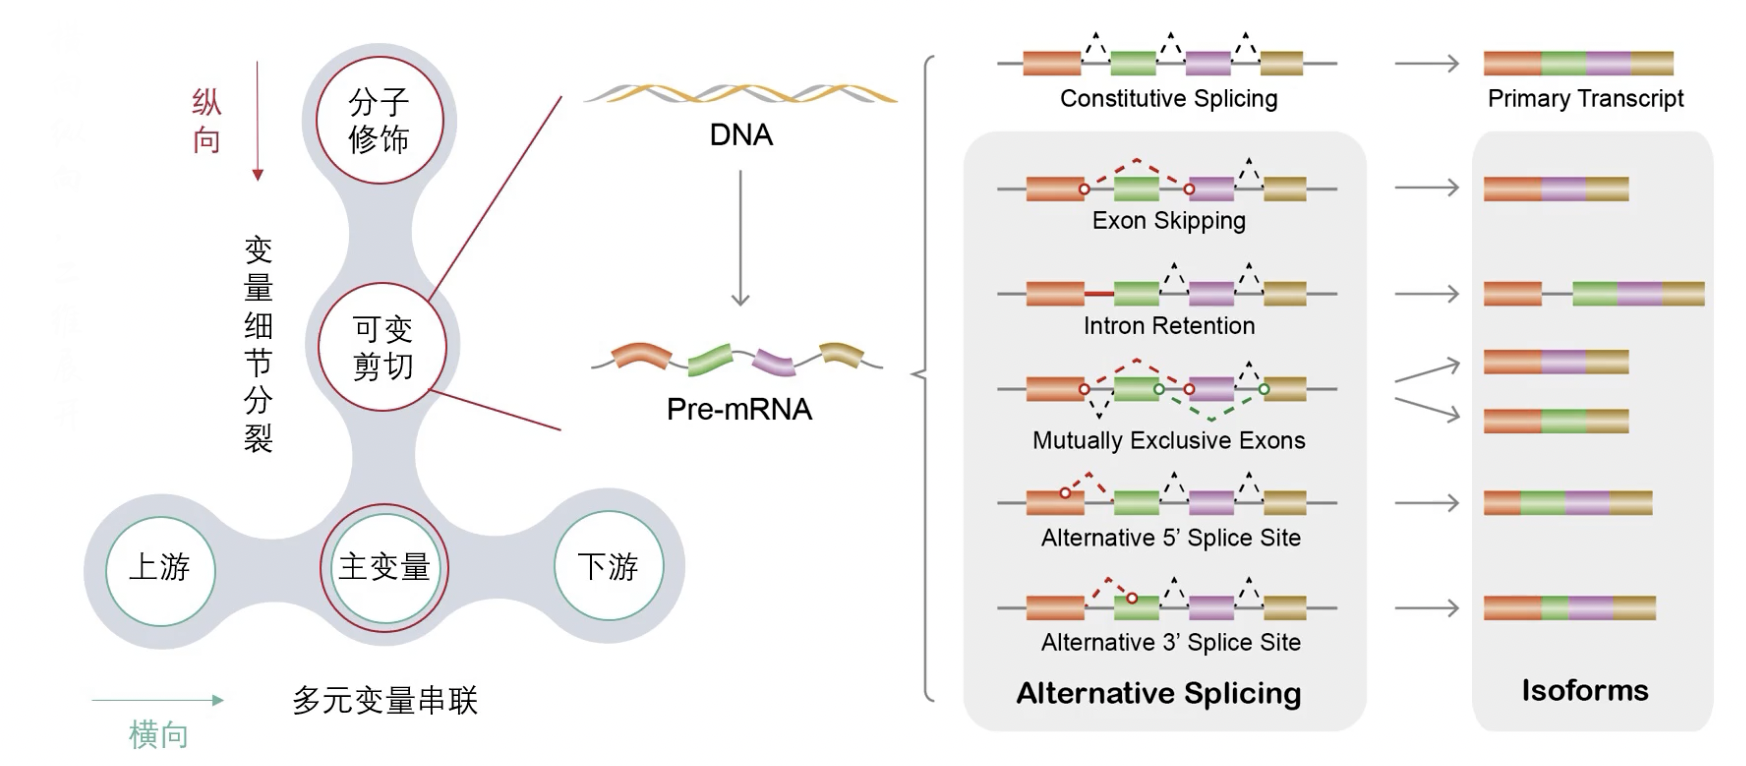 纵向
分子
修饰
变量细节分裂
可变
剪切
上游
主变量
下游
多元变量串联
横向
DNA
Pre-mRNA
Constitutive Splicing
Primary Transcript
Exon Skipping
Intron Retention
Mutually Exclusive Exons
Alternative 5’ Splice Site
Alternative 3’ Splice Site
Alternative Splicing
Isoforms